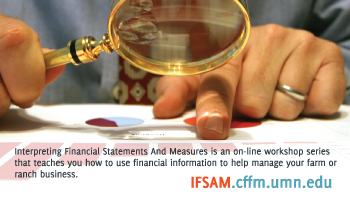 Interpreting Financial Statements And Measures is an on-line workshop series
that teaches you how to use financial information to help manage your farm or
ranch business.
IFSAM.cffm.umn.edu